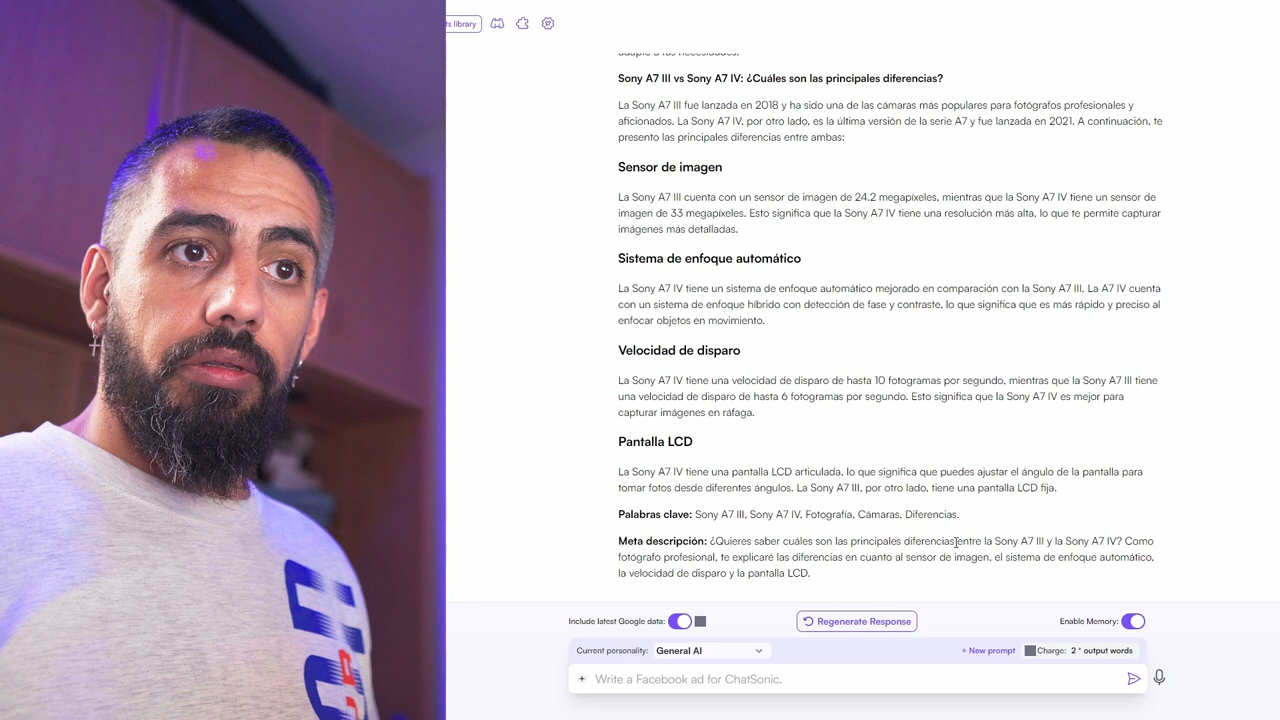 ts library
adapte a tus necesidades.
Sony A7 III vs Sony A7 IV: ¿Cuáles son las principales diferencias?
La Sony A7 III fue lanzada en 2018 y ha sido una de las cámaras más populares para fotógrafos profesionales y
aficionados. La Sony A7 IV, por otro lado, es la última versión de la serie A7 y fue lanzada en 2021. A continuación, te
presento las principales diferencias entre ambas:
Sensor de imagen
La Sony A7 III cuenta con un sensor de imagen de 24.2 megapíxeles, mientras que la Sony A7 IV tiene un sensor de
imagen de 33 megapíxeles. Esto significa que la Sony A7 IV tiene una resolución más alta, lo que te permite capturar
imágenes más detalladas.
Sistema de enfoque automático
La Sony A7 IV tiene un sistema de enfoque automático mejorado en comparación con la Sony A7 III. La A7 IV cuenta
con un sistema de enfoque híbrido con detección de fase y contraste, lo que significa que es más rápido y preciso al
enfocar objetos en movimiento.
Velocidad de disparo
La Sony A7 IV tiene una velocidad de disparo de hasta 10 fotogramas por segundo, mientras que la Sony A7 III tiene
una velocidad de disparo de hasta 6 fotogramas por segundo. Esto significa que la Sony A7 IV es mejor para
capturar imágenes en ráfaga.
Pantalla LCD
La Sony A7 IV tiene una pantalla LCD articulada, lo que significa que puedes ajustar el ángulo de la pantalla para
tomar fotos desde diferentes ángulos. La Sony A7 III, por otro lado, tiene una pantalla LCD fija.
Palabras clave: Sony A7 III, Sony A7 IV, Fotografía, Cámaras, Diferencias.
Meta descripción: ¿Quieres saber cuáles son las principales diferencias entre la Sony A7 III y la Sony A7 IV? Como
fotógrafo profesional, te explicaré las diferencias en cuanto al sensor de imagen, el sistema de enfoque automático,
la velocidad de disparo y la pantalla LCD.
Include latest Google data:
Regenerate Response
Enable Memory:
Current personality: General AI
+ New prompt
Charge: 2 * output words
Write a Facebook ad for ChatSonic.